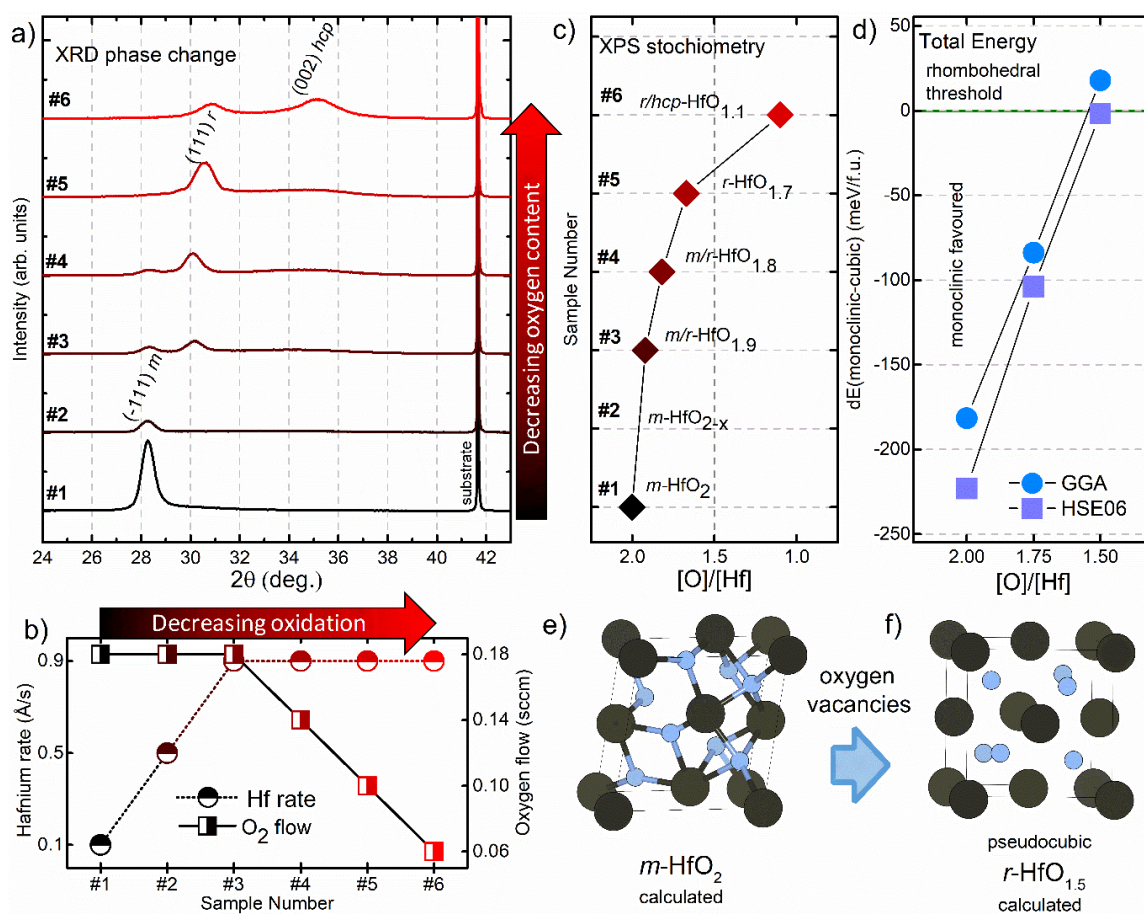 a)
XRD phase change
(002) hcp
#6
(111) r
#5
#4
#3
(-111) m
#2
#1
substrate
Intensity (arb. units)
24 26 28 30 32 34 36 38 40 42
2θ (deg.)
Decreasing oxygen content
c)
XPS stochiometry
#6
r/hcp-HfO1.1
#5
r-HfO1.7
#4
m/r-HfO1.8
#3
m/r-HfO1.9
#2
m-HfO2-x
#1
m-HfO2
Sample Number
2.0 1.5 1.0
[O]/[Hf]
d)
Total Energy
rhombohedral
threshold
monoclinic favoured
GGA
HSE06
50
0
-50
-100
-150
-200
-250
dE(monoclinic-cubic) (meV/f.u.)
2.00 1.75 1.50
[O]/[Hf]
b)
Decreasing oxidation
0.9
0.5
0.1
Hafnium rate (Å/s)
Hf rate
O2 flow
0.18
0.14
0.10
0.06
Oxygen flow (sccm)
#1 #2 #3 #4 #5 #6
Sample Number
e)
m-HfO2
calculated
oxygen
vacancies
f)
pseudocubic
r-HfO1.5
calculated